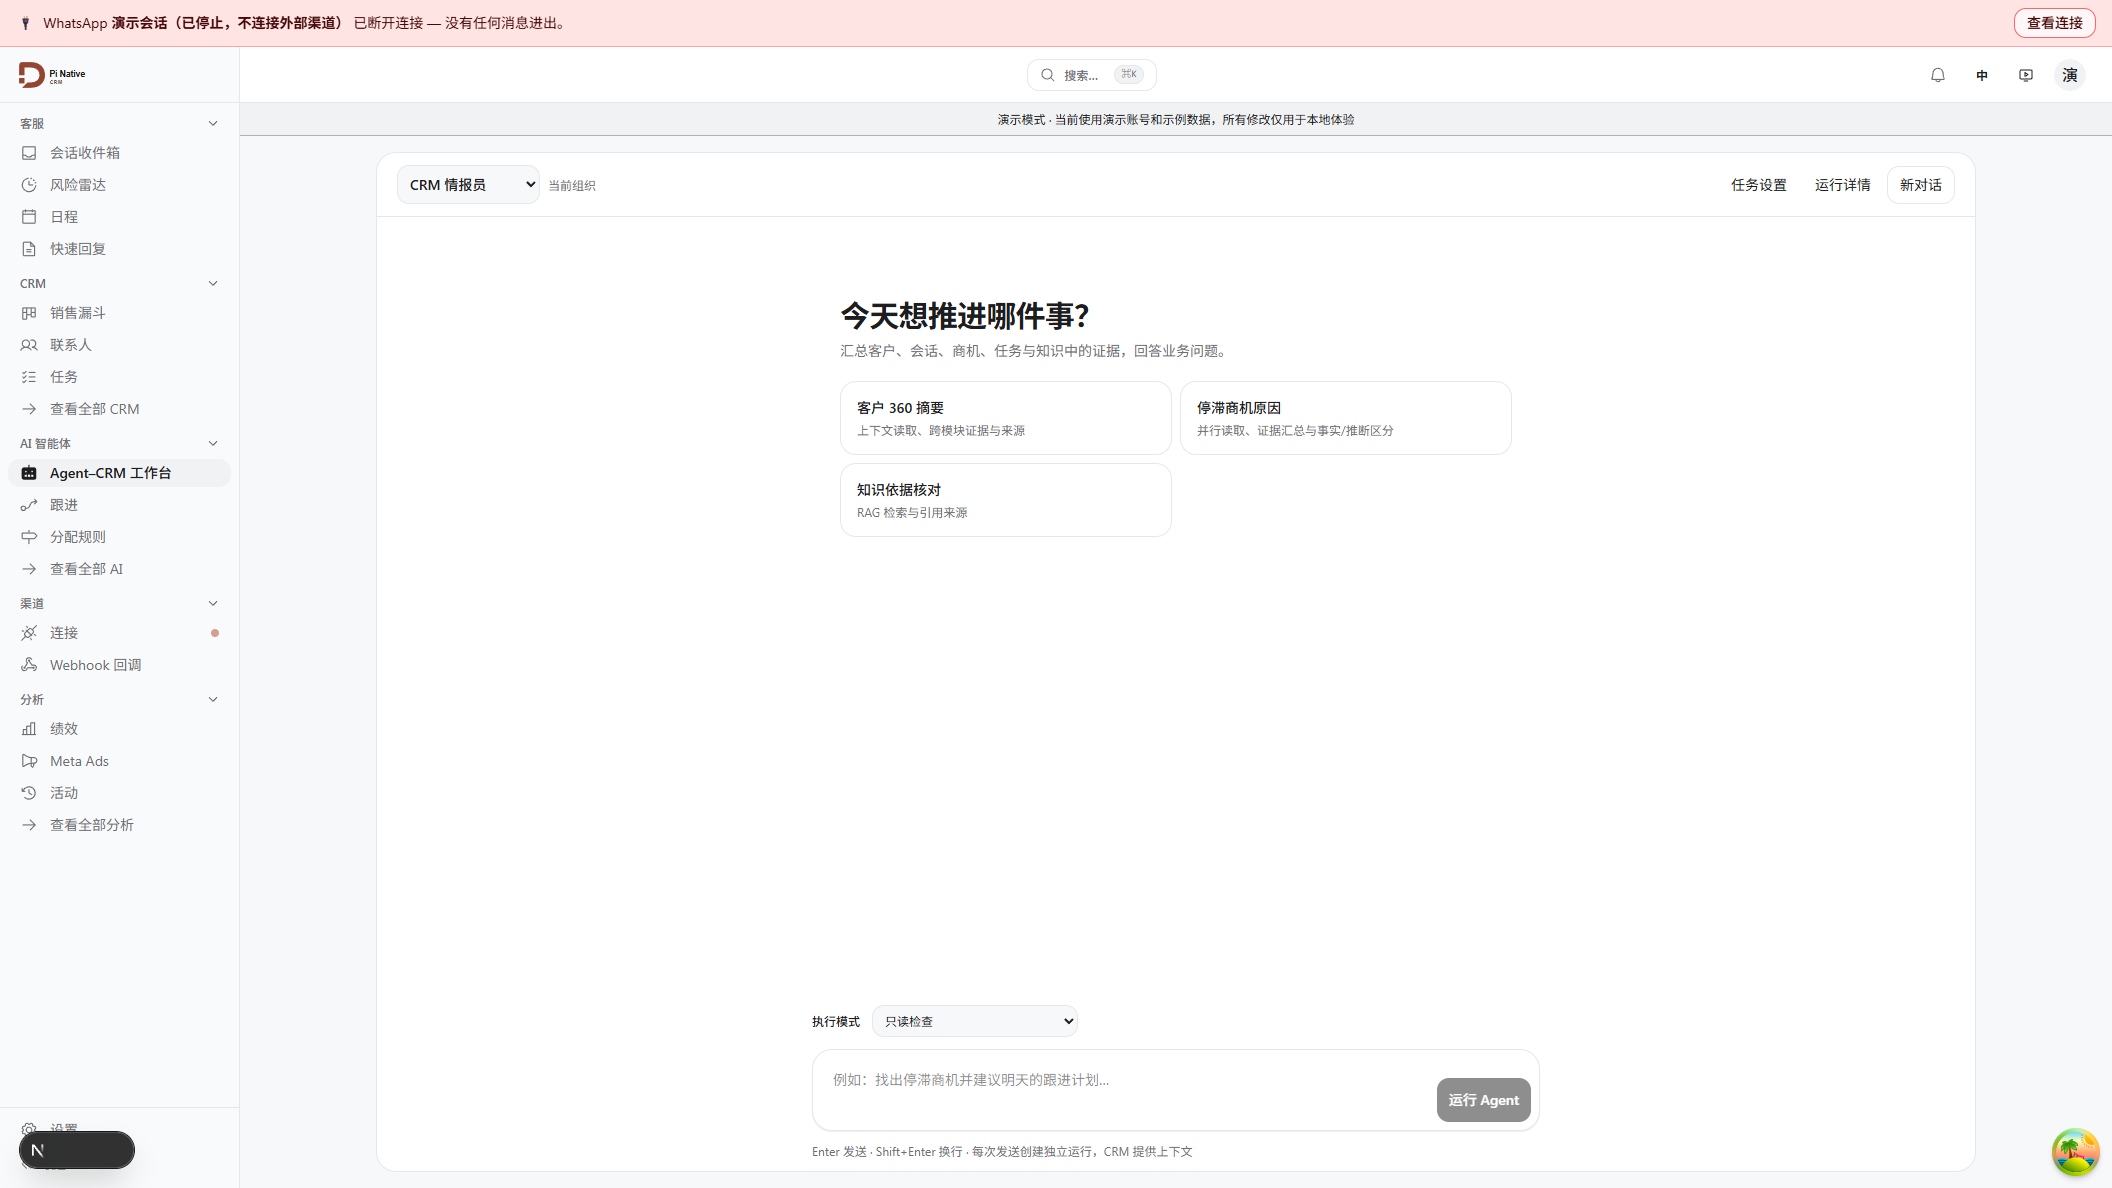 WhatsApp 演示会话（已停止，不连接外部渠道） 已断开连接 — 没有任何消息进出。
查看连接
Pi Native
CRM
搜索...
⌘K
中
演
演示模式 · 当前使用演示账号和示例数据，所有修改仅用于本地体验
客服
会话收件箱
风险雷达
日程
快速回复
CRM
销售漏斗
联系人
任务
查看全部 CRM
AI 智能体
Agent–CRM 工作台
跟进
分配规则
查看全部 AI
渠道
连接
Webhook 回调
分析
绩效
Meta Ads
活动
查看全部分析
设置
N
CRM 情报员
当前组织
任务设置
运行详情
新对话
今天想推进哪件事？
汇总客户、会话、商机、任务与知识中的证据，回答业务问题。
客户 360 摘要
上下文读取、跨模块证据与来源
停滞商机原因
并行读取、证据汇总与事实/推断区分
知识依据核对
RAG 检索与引用来源
执行模式
只读检查
例如：找出停滞商机并建议明天的跟进计划...
运行 Agent
Enter 发送 · Shift+Enter 换行 · 每次发送创建独立运行，CRM 提供上下文